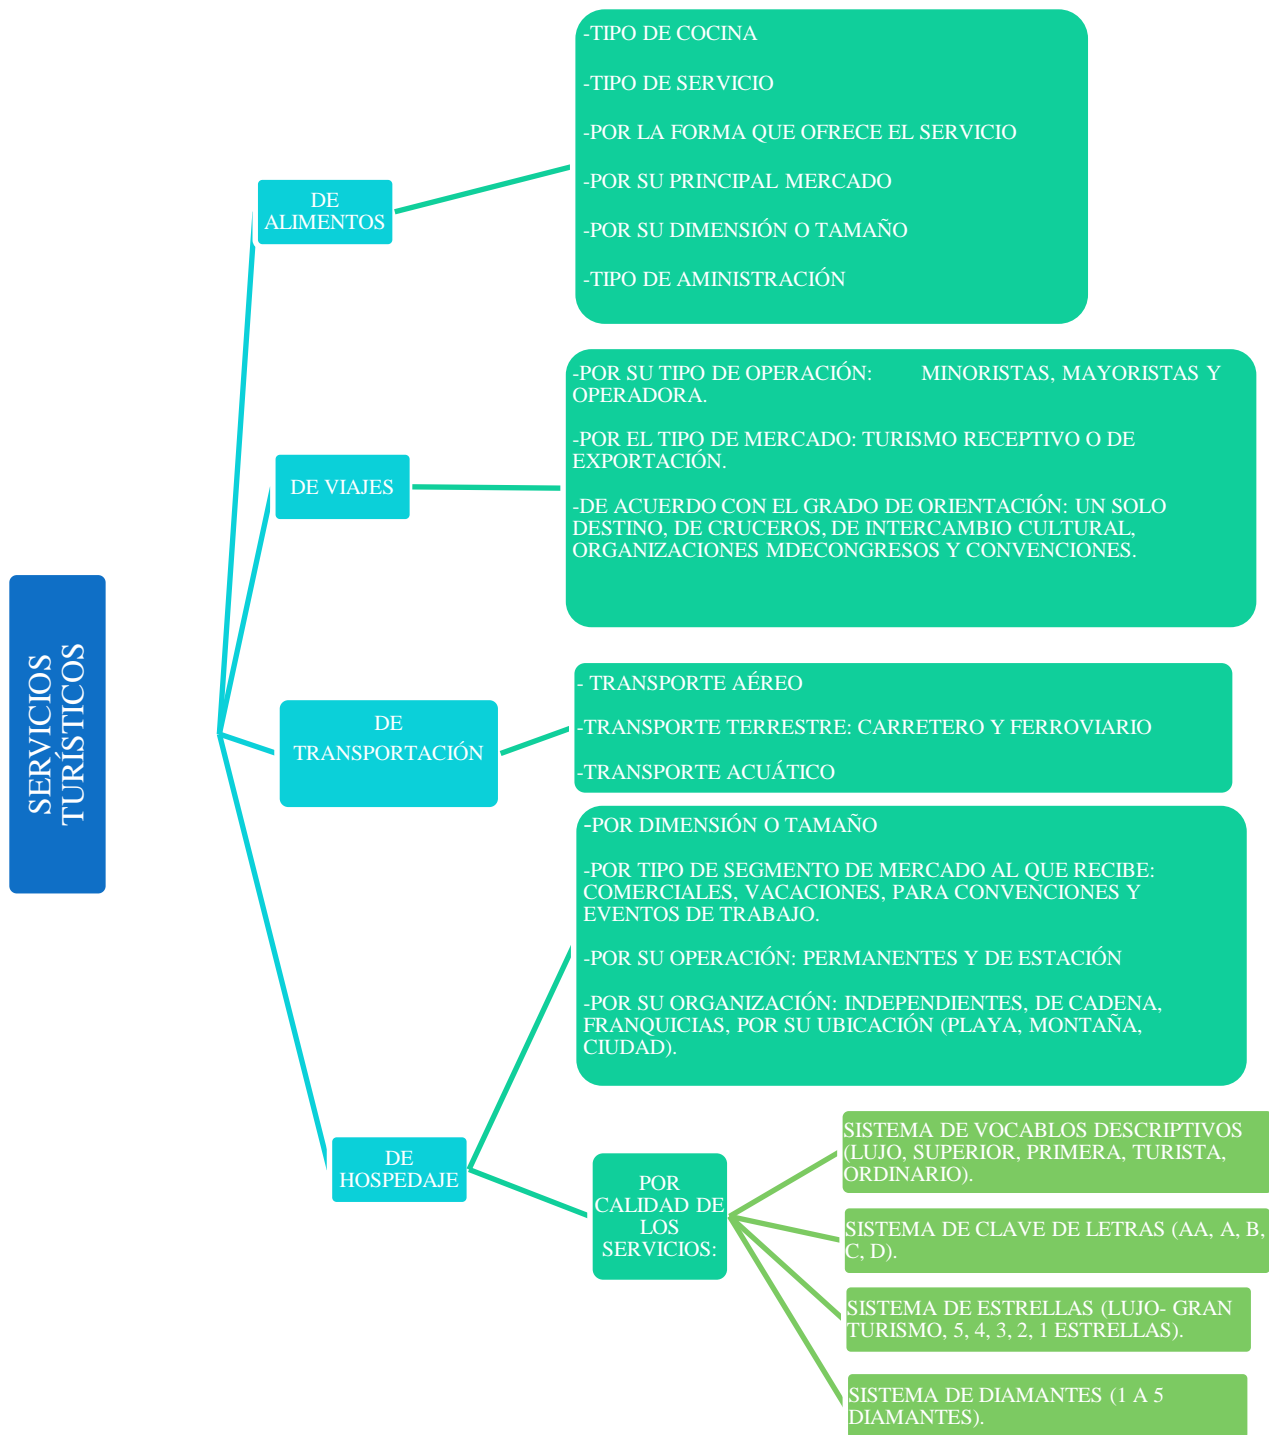 SERVICIOS
TURÍSTICOS
DE
ALIMENTOS
-TIPO DE COCINA
-TIPO DE SERVICIO
-POR LA FORMA QUE OFRECE EL SERVICIO
-POR SU PRINCIPAL MERCADO
-POR SU DIMENSIÓN O TAMAÑO
-TIPO DE AMINISTRACIÓN
DE VIAJES
-POR SU TIPO DE OPERACIÓN: MINORISTAS, MAYORISTAS Y
OPERADORA.
-POR EL TIPO DE MERCADO: TURISMO RECEPTIVO O DE
EXPORTACIÓN.
-DE ACUERDO CON EL GRADO DE ORIENTACIÓN: UN SOLO
DESTINO, DE CRUCEROS, DE INTERCAMBIO CULTURAL,
ORGANIZACIONES MDECONGRESOS Y CONVENCIONES.
DE
TRANSPORTACIÓN
- TRANSPORTE AÉREO
-TRANSPORTE TERRESTRE: CARRETERO Y FERROVIARIO
-TRANSPORTE ACUÁTICO
DE
HOSPEDAJE
-POR DIMENSIÓN O TAMAÑO
-POR TIPO DE SEGMENTO DE MERCADO AL QUE RECIBE:
COMERCIALES, VACACIONES, PARA CONVENCIONES Y
EVENTOS DE TRABAJO.
-POR SU OPERACIÓN: PERMANENTES Y DE ESTACIÓN
-POR SU ORGANIZACIÓN: INDEPENDIENTES, DE CADENA,
FRANQUICIAS, POR SU UBICACIÓN (PLAYA, MONTAÑA,
CIUDAD).
POR
CALIDAD DE
LOS
SERVICIOS:
SISTEMA DE VOCABLOS DESCRIPTIVOS
(LUJO, SUPERIOR, PRIMERA, TURISTA,
ORDINARIO).
SISTEMA DE CLAVE DE LETRAS (AA, A, B,
C, D).
SISTEMA DE ESTRELLAS (LUJO- GRAN
TURISMO, 5, 4, 3, 2, 1 ESTRELLAS).
SISTEMA DE DIAMANTES (1 A 5
DIAMANTES).